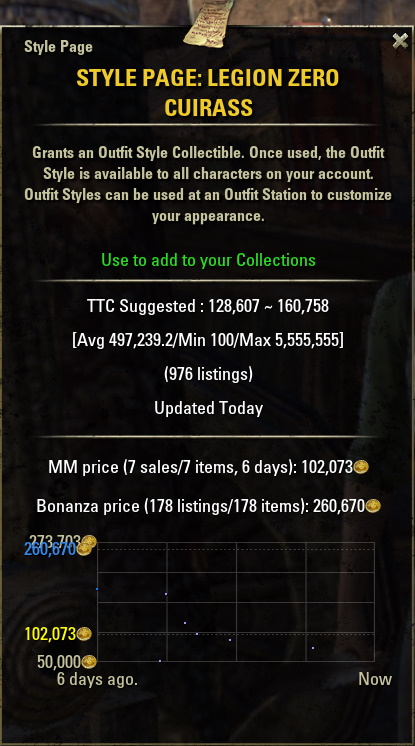 Style Page
STYLE PAGE: LEGION ZERO
CUIRASS
Grants an Outfit Style Collectible. Once used, the Outfit
Style is available to all characters on your account.
Outfit Styles can be used at an Outfit Station to customize
your appearance.
Use to add to your Collections
TTC Suggested : 128,607 ~ 160,758
[Avg 497,239.2/Min 100/Max 5,555,555]
(976 listings)
Updated Today
MM price (7 sales/7 items, 6 days): 102,073
Bonanza price (178 listings/178 items): 260,670
273,703
260,670
102,073
50,000
6 days ago. Now